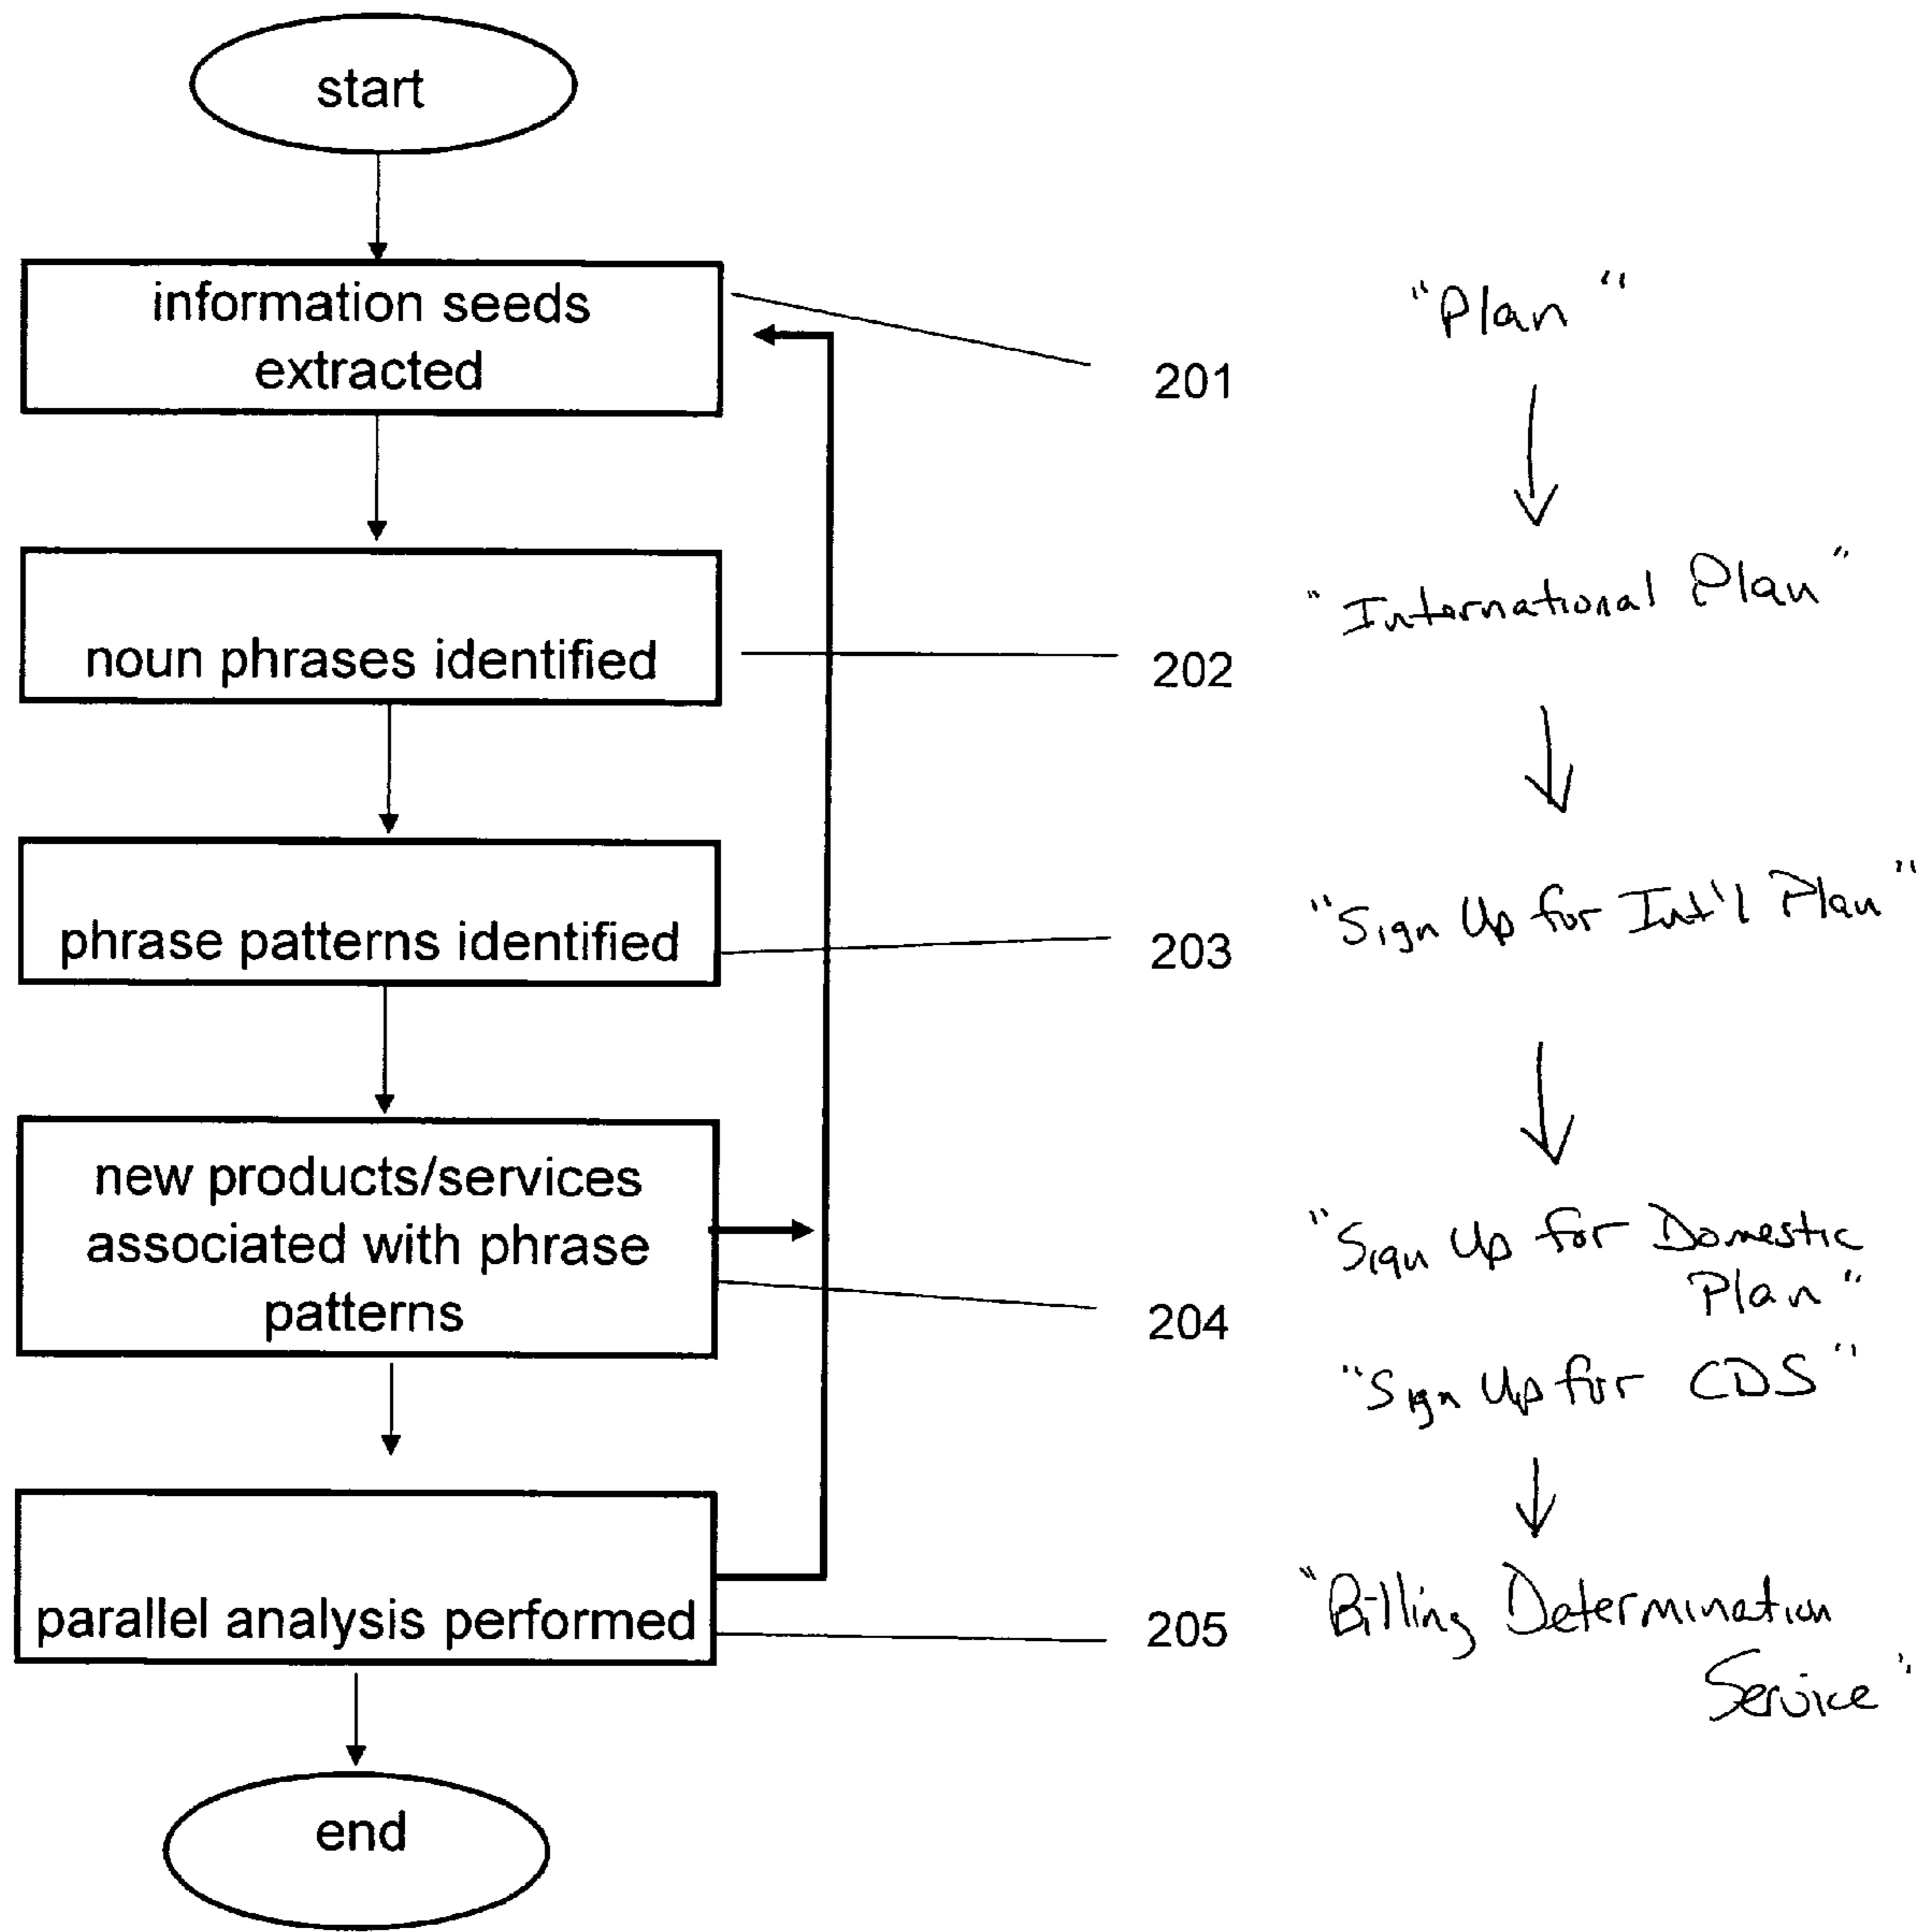 start
information seeds
extracted
201
"Plan"
noun phrases identified
202
"International Plan"
phrase patterns identified
203
"Sign Up for Int'l Plan"
new products/services
associated with phrase
patterns
204
"Sign Up for Domestic
Plan"
"Sign Up for CDS"
parallel analysis performed
205
"Billing Determination
Service"
end